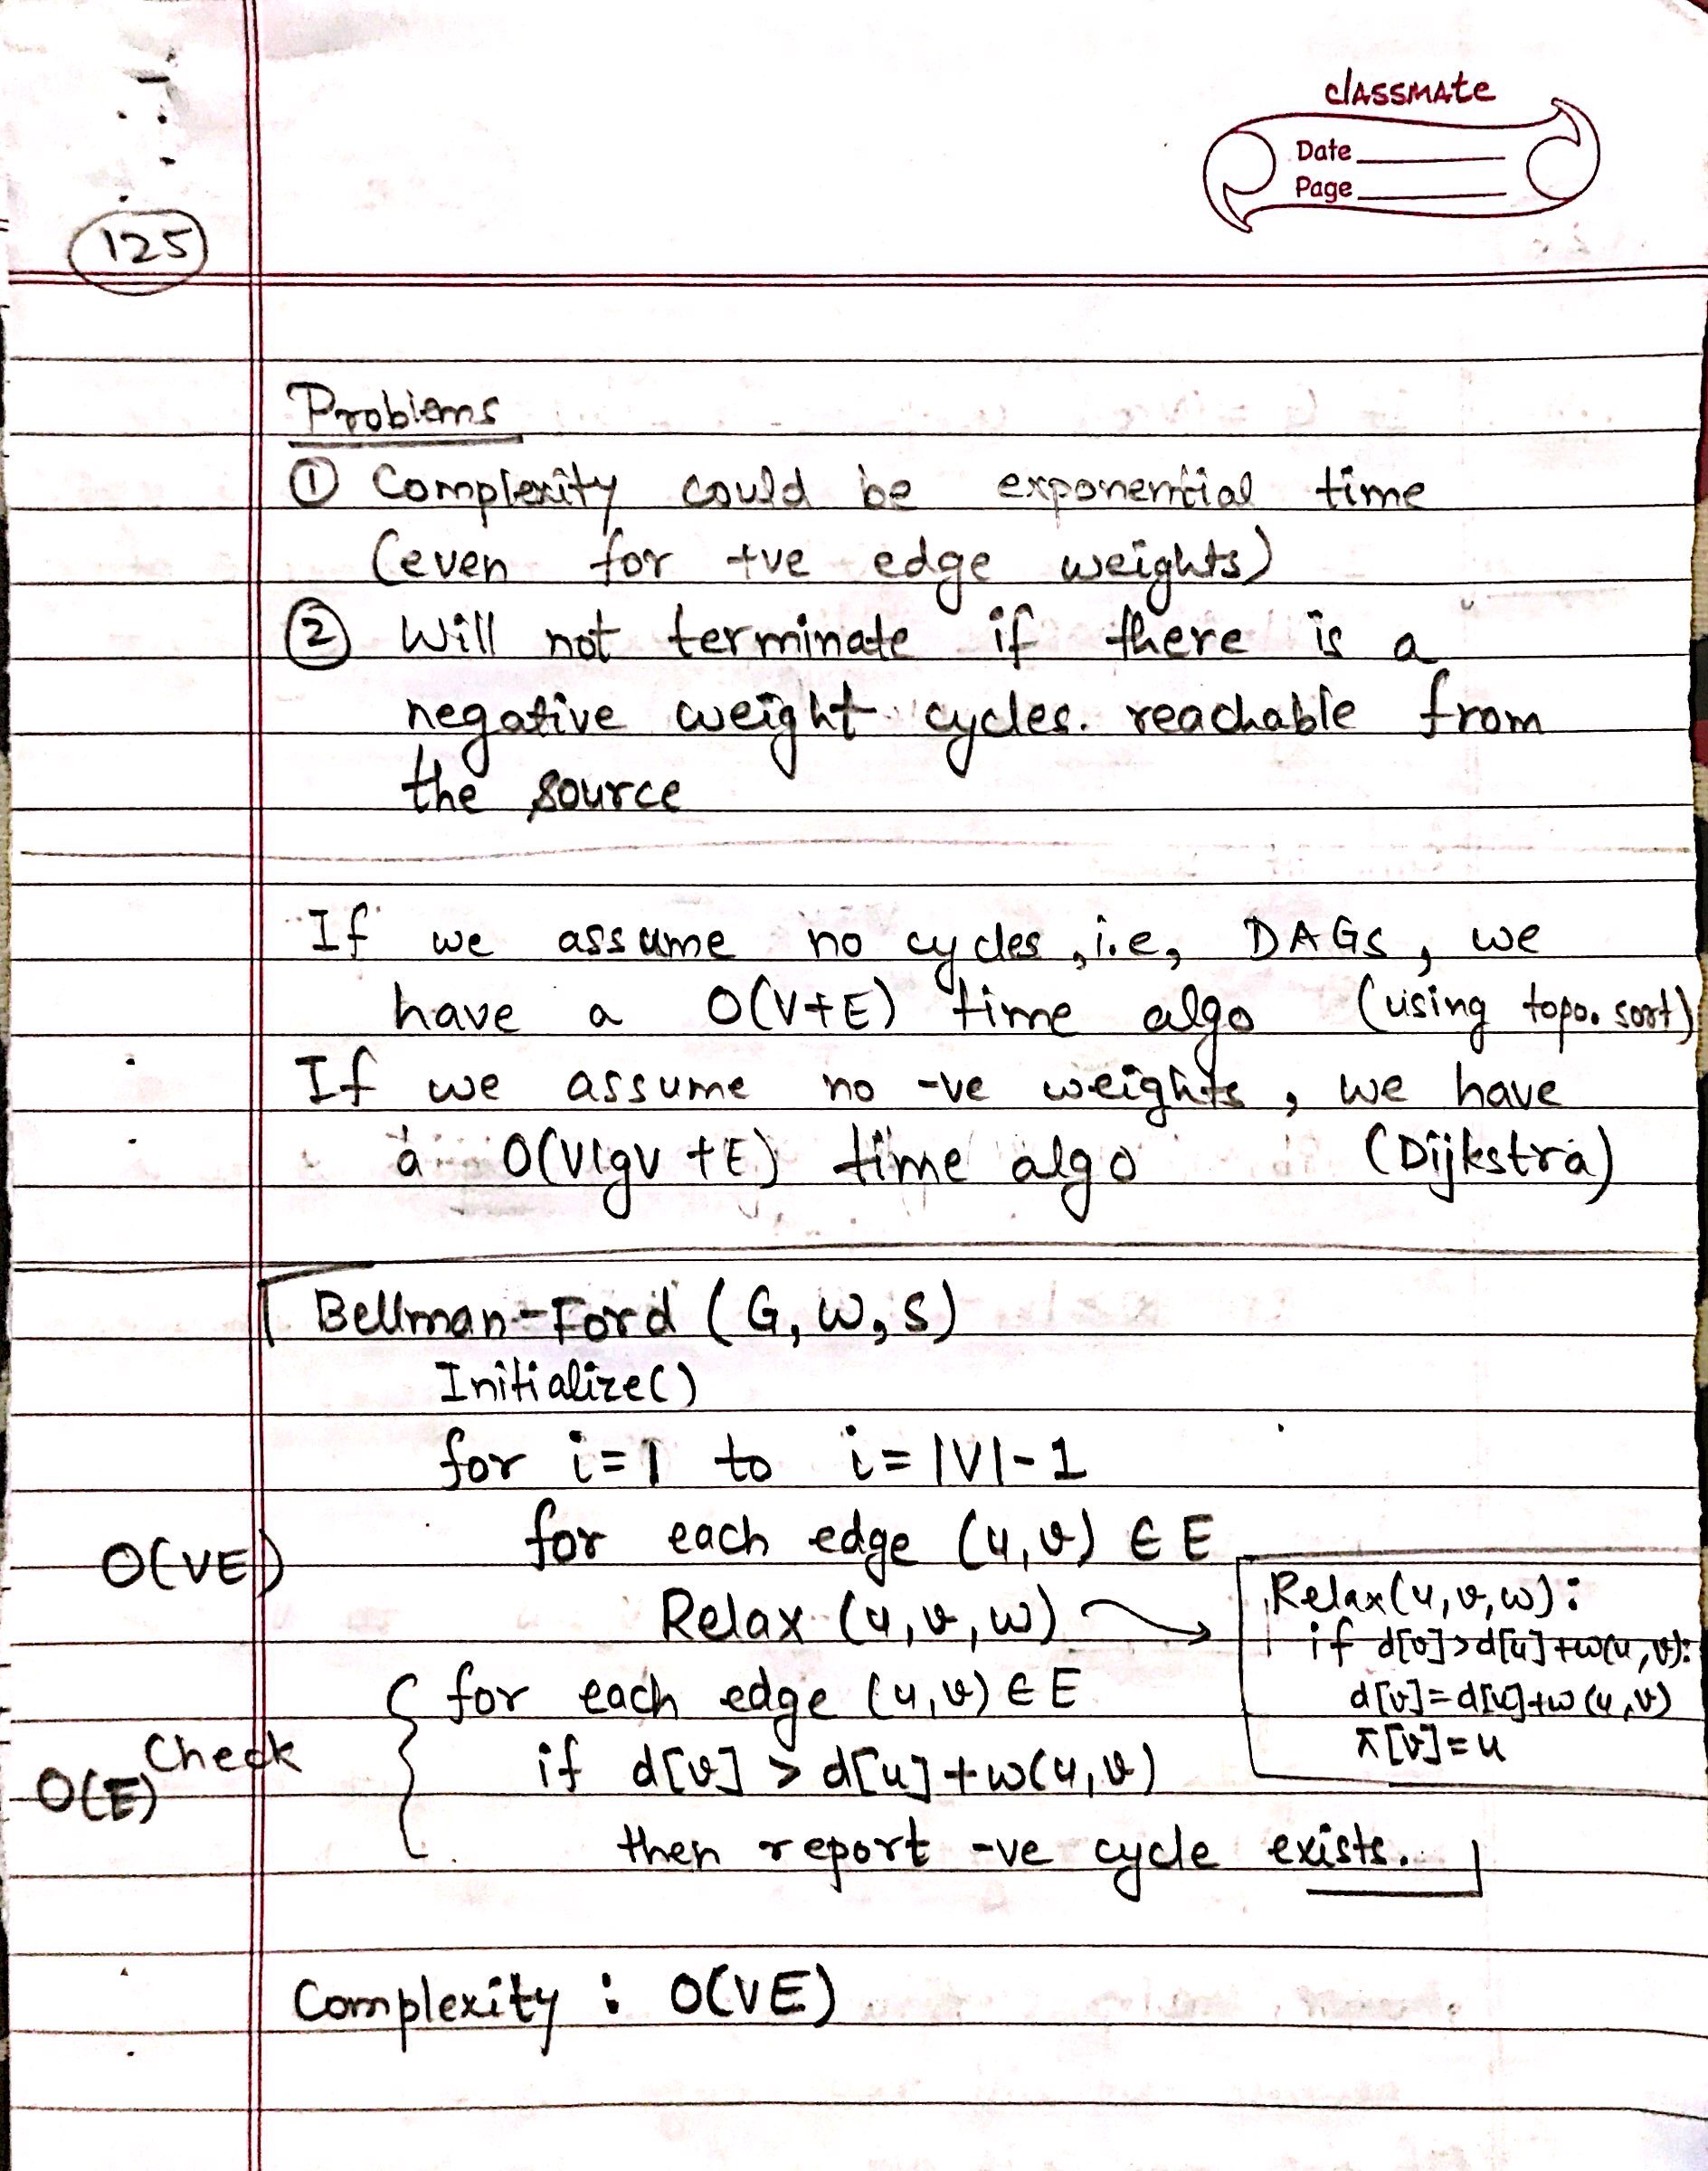 classmate
Date
Page
125
Problems
① Complexity could be exponential time
(even for +ve edge weights)
② Will not terminate if there is a
negative weight cycles. reachable from
the source
If we assume no cycles, i.e, DAGs, we
have a O(V+E) time algo (using topo. sort)
If we assume no -ve weights, we have
a O(VlgV +E) time algo (Dijkstra)
Bellman-Ford (G, W, S)
Initialize()
for i=1 to i=|V|-1
for each edge (u,v) ∈ E
O(VE)
Relax (u,v,w)
Relax(u,v,w):
if d[v]>d[u]+w(u,v):
d[v]=d[u]+w(u,v)
π[v]=u
for each edge (u,v) ∈ E
Check
O(E)
if d[v] > d[u]+w(u,v)
then report -ve cycle exists.
Complexity : O(VE)